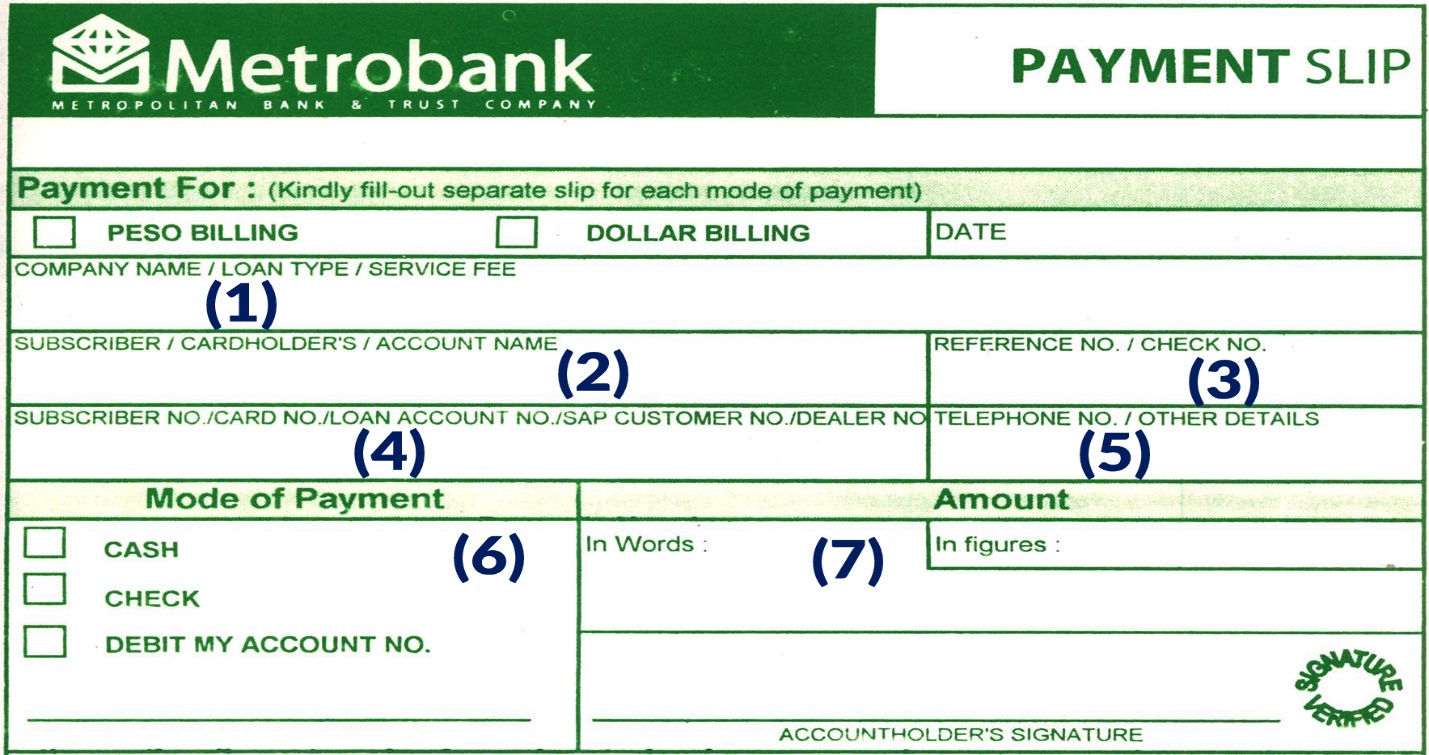 Metrobank
METROPOLITAN BANK & TRUST COMPANY
PAYMENT SLIP
Payment For : (Kindly fill-out separate slip for each mode of payment)
PESO BILLING
DOLLAR BILLING
DATE
COMPANY NAME / LOAN TYPE / SERVICE FEE
(1)
SUBSCRIBER / CARDHOLDER'S / ACCOUNT NAME
(2)
REFERENCE NO. / CHECK NO.
(3)
SUBSCRIBER NO./CARD NO./LOAN ACCOUNT NO./SAP CUSTOMER NO./DEALER NO
(4)
TELEPHONE NO. / OTHER DETAILS
(5)
Mode of Payment
(6)
CASH
CHECK
DEBIT MY ACCOUNT NO.
Amount
In Words :
(7)
In figures :
SIGNATURE VERIFIED
ACCOUNTHOLDER'S SIGNATURE